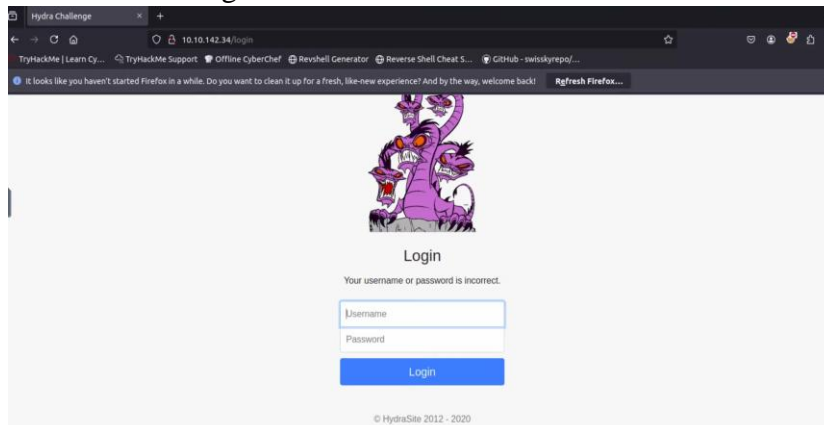 Hydra Challenge
10.10.142.34/login
TryHackMe | Learn Cy... TryHackMe Support Offline CyberChef Revshell Generator Reverse Shell Cheat S... GitHub - swisskyrepo/...
It looks like you haven't started Firefox in a while. Do you want to clean it up for a fresh, like-new experience? And by the way, welcome back! Refresh Firefox...
Login
Your username or password is incorrect.
Username
Password
Login
© HydraSite 2012 - 2020